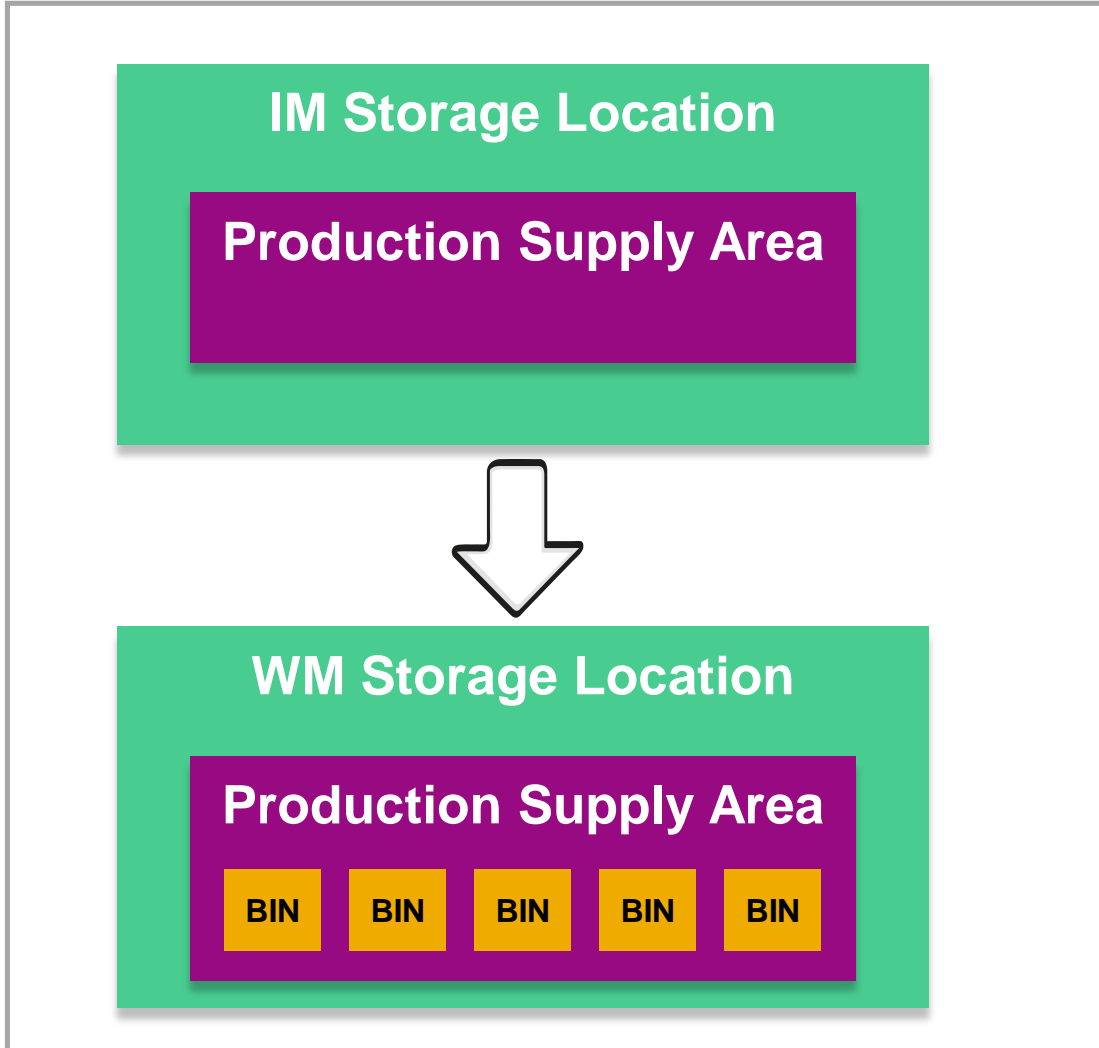 IM Storage Location
Production Supply Area
WM Storage Location
Production Supply Area
BIN BIN BIN BIN BIN